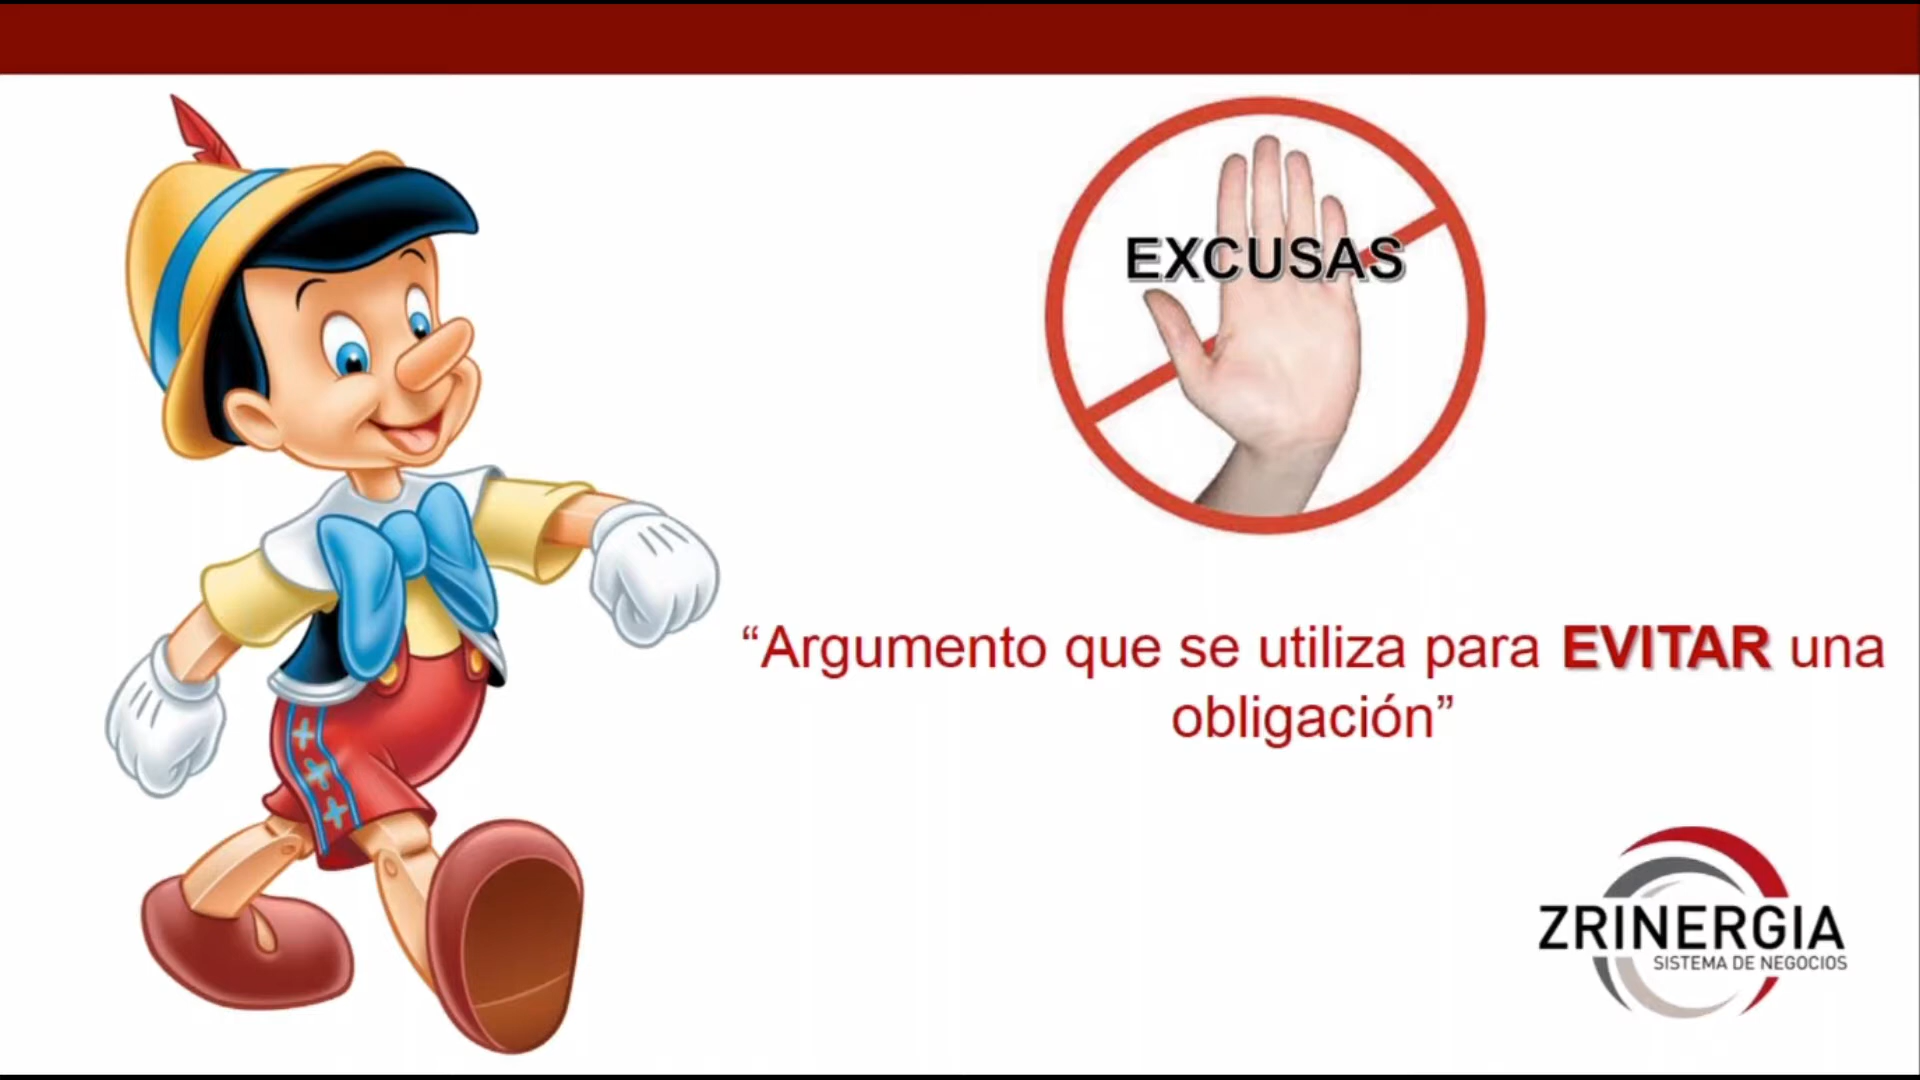 EXCUSAS
“Argumento que se utiliza para EVITAR una
obligación”
ZRINERGIA
SISTEMA DE NEGOCIOS